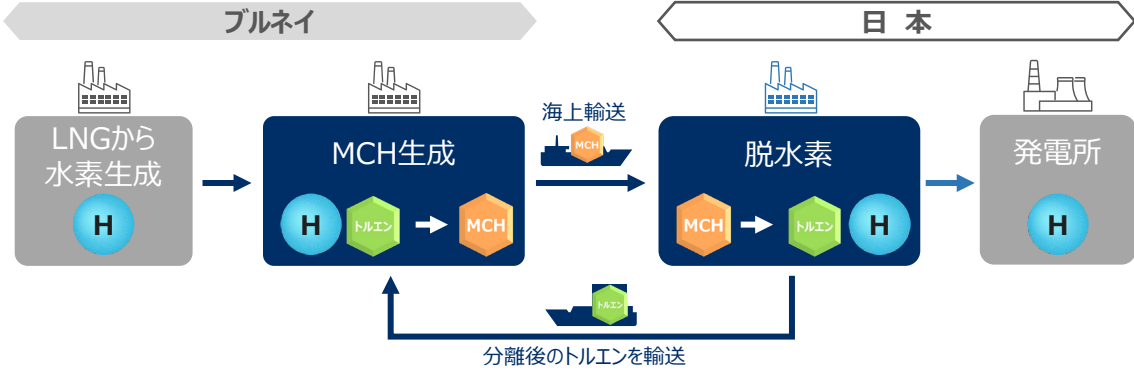 ブルネイ
日 本
LNGから
水素生成
H
MCH生成
H
トルエン
MCH
海上輸送
MCH
脱水素
MCH
トルエン
H
発電所
H
トルエン
分離後のトルエンを輸送